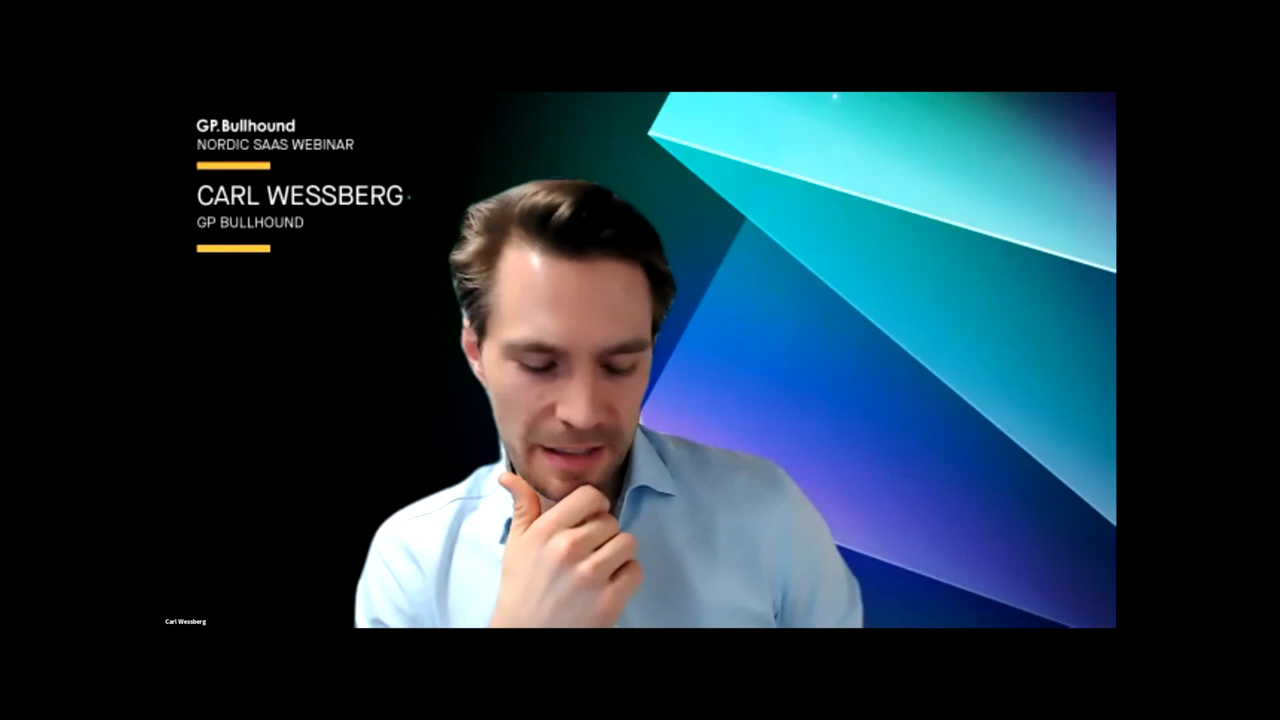 GP.Bullhound
NORDIC SAAS WEBINAR
CARL WESSBERG
GP BULLHOUND
Carl Wessberg